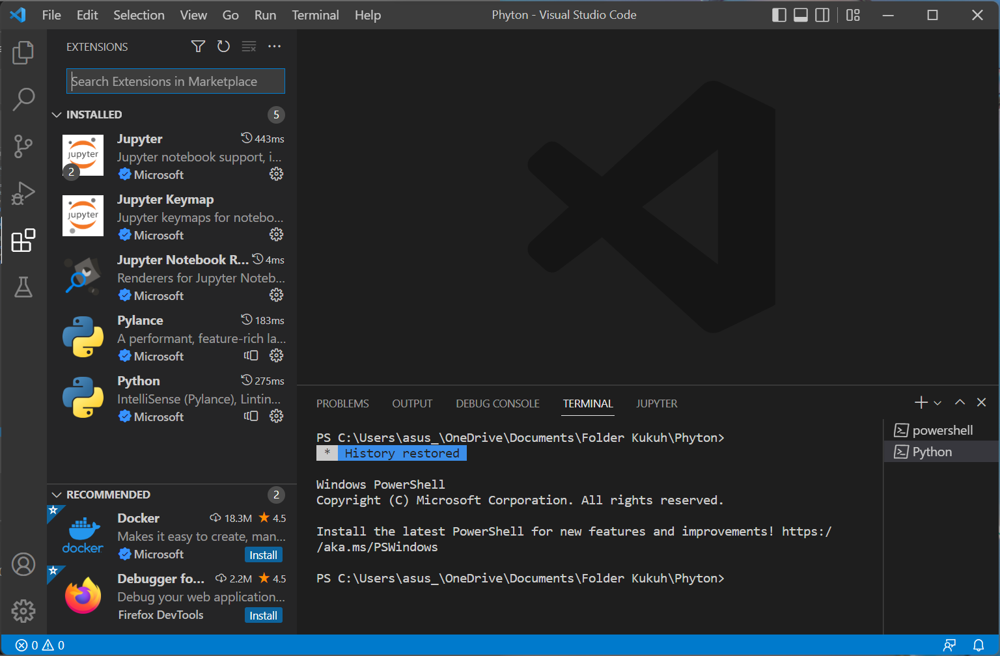 File Edit Selection View Go Run Terminal Help
Phyton - Visual Studio Code
EXTENSIONS
Search Extensions in Marketplace
INSTALLED 5
Jupyter 443ms
Jupyter notebook support, i...
Microsoft
jupyter
2
Jupyter Keymap
Jupyter keymaps for notebo...
Microsoft
jupyter
Jupyter Notebook R... 4ms
Renderers for Jupyter Noteb...
Microsoft
Pylance 183ms
A performant, feature-rich la...
Microsoft
Python 275ms
IntelliSense (Pylance), Lintin...
Microsoft
RECOMMENDED 2
Docker 18.3M 4.5
Makes it easy to create, man...
Microsoft Install
docker
Debugger fo... 2.2M 4.5
Debug your web application...
Firefox DevTools Install
PROBLEMS OUTPUT DEBUG CONSOLE TERMINAL JUPYTER
PS C:\Users\asus_\OneDrive\Documents\Folder Kukuh\Phyton>
* History restored
Windows PowerShell
Copyright (C) Microsoft Corporation. All rights reserved.
Install the latest PowerShell for new features and improvements! https:/
/aka.ms/PSWindows
PS C:\Users\asus_\OneDrive\Documents\Folder Kukuh\Phyton>
powershell
Python
0 0